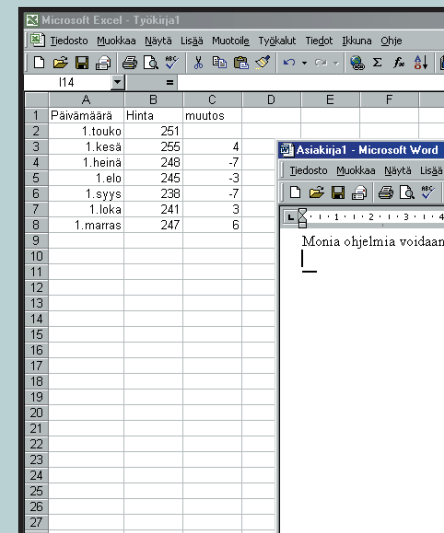 Microsoft Excel - Työkirja1
Tiedosto Muokkaa Näytä Lisää Muotoile Työkalut Tiedot Ikkuna Ohje
I14 =
A B C D E F
1 Päivämäärä Hinta muutos
2 1.touko 251
3 1.kesä 255 4
4 1.heinä 248 -7
5 1.elo 245 -3
6 1.syys 238 -7
7 1.loka 241 3
8 1.marras 247 6
9
10
11
12
13
14
15
16
17
18
19
20
21
22
23
24
25
26
27
Asiakirja1 - Microsoft Word
Tiedosto Muokkaa Näytä Lisää
1 2 3 4
Monia ohjelmia voidaan